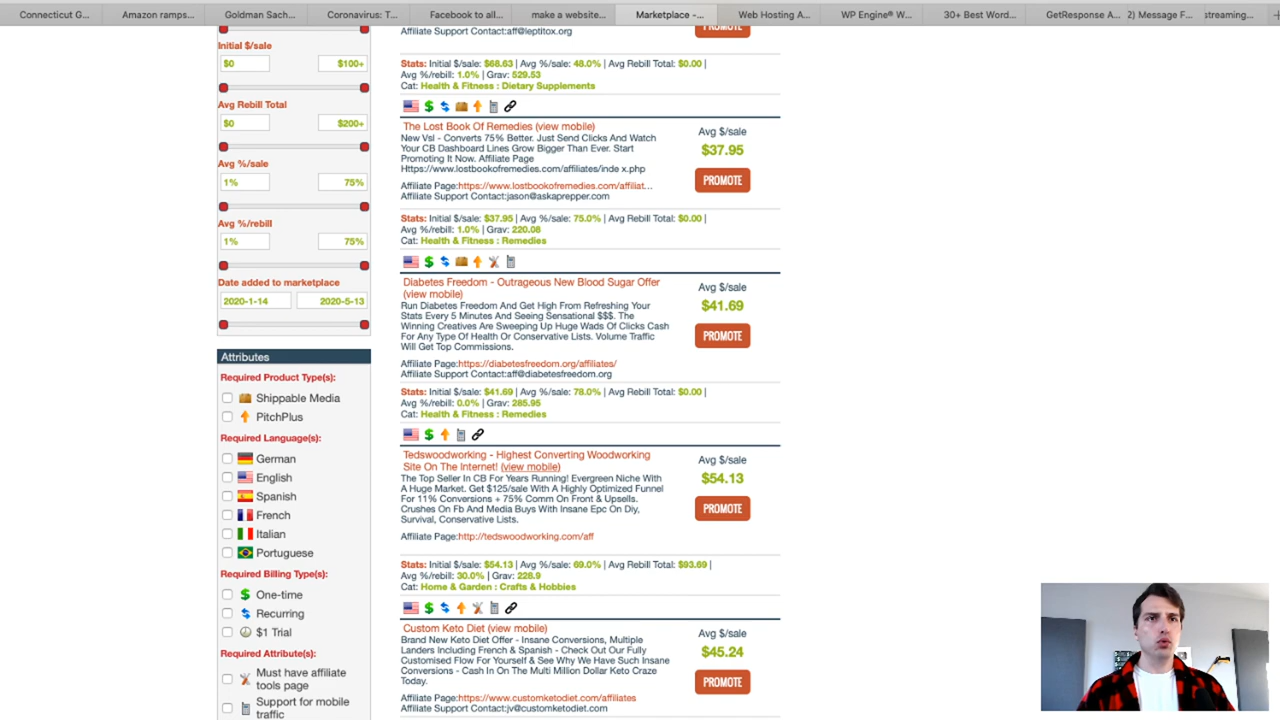 Connecticut G... Amazon ramps... Goldman Sach... Coronavirus: T... Facebook to all... make a website... Marketplace -... Web Hosting A... WP Engine® W... 30+ Best Word... GetResponse A... 2) Message F... streaming...
Initial $/sale
$0 $100+
Avg Rebill Total
$0 $200+
Avg %/sale
1% 75%
Avg %/rebill
1% 75%
Date added to marketplace
2020-1-14 2020-5-13
Attributes
Required Product Type(s):
Shippable Media
PitchPlus
Required Language(s):
German
English
Spanish
French
Italian
Portuguese
Required Billing Type(s):
One-time
Recurring
$1 Trial
Required Attribute(s):
Must have affiliate
tools page
Support for mobile
traffic
Affiliate Support Contact:aff@leptitox.org
PROMOTE
Stats: Initial $/sale: $68.63 | Avg %/sale: 48.0% | Avg Rebill Total: $0.00 |
Avg %/rebill: 1.0% | Grav: 529.53
Cat: Health & Fitness : Dietary Supplements
The Lost Book Of Remedies (view mobile)
New Vsl - Converts 75% Better. Just Send Clicks And Watch
Your CB Dashboard Lines Grow Bigger Than Ever. Start
Promoting It Now. Affiliate Page
Https://www.lostbookofremedies.com/affiliates/inde x.php
Affiliate Page:https://www.lostbookofremedies.com/affiliat...
Affiliate Support Contact:jason@askaprepper.com
Avg $/sale
$37.95
PROMOTE
Stats: Initial $/sale: $37.95 | Avg %/sale: 75.0% | Avg Rebill Total: $0.00 |
Avg %/rebill: 1.0% | Grav: 220.08
Cat: Health & Fitness : Remedies
Diabetes Freedom - Outrageous New Blood Sugar Offer
(view mobile)
Run Diabetes Freedom And Get High From Refreshing Your
Stats Every 5 Minutes And Seeing Sensational $$$. The
Winning Creatives Are Sweeping Up Huge Wads Of Clicks Cash
For Any Type Of Health Or Conservative Lists. Volume Traffic
Will Get Top Commissions.
Affiliate Page:https://diabetesfreedom.org/affiliates/
Affiliate Support Contact:aff@diabetesfreedom.org
Avg $/sale
$41.69
PROMOTE
Stats: Initial $/sale: $41.69 | Avg %/sale: 78.0% | Avg Rebill Total: $0.00 |
Avg %/rebill: 0.0% | Grav: 285.95
Cat: Health & Fitness : Remedies
Tedswoodworking - Highest Converting Woodworking
Site On The Internet! (view mobile)
The Top Seller In CB For Years Running! Evergreen Niche With
A Huge Market. Get $125/sale With A Highly Optimized Funnel
For 11% Conversions + 75% Comm On Front & Upsells.
Crushes On Fb And Media Buys With Insane Epc On Diy,
Survival, Conservative Lists.
Affiliate Page:http://tedswoodworking.com/aff
Avg $/sale
$54.13
PROMOTE
Stats: Initial $/sale: $54.13 | Avg %/sale: 69.0% | Avg Rebill Total: $93.69 |
Avg %/rebill: 30.0% | Grav: 228.9
Cat: Home & Garden : Crafts & Hobbies
Custom Keto Diet (view mobile)
Brand New Keto Diet Offer - Insane Conversions, Multiple
Landers Including French & Spanish - Check Out Our Fully
Customised Flow For Yourself & See Why We Have Such Insane
Conversions - Cash In On The Multi Million Dollar Keto Craze
Today.
Affiliate Page:https://www.customketodiet.com/affiliates
Affiliate Support Contact:jv@customketodiet.com
Avg $/sale
$45.24
PROMOTE